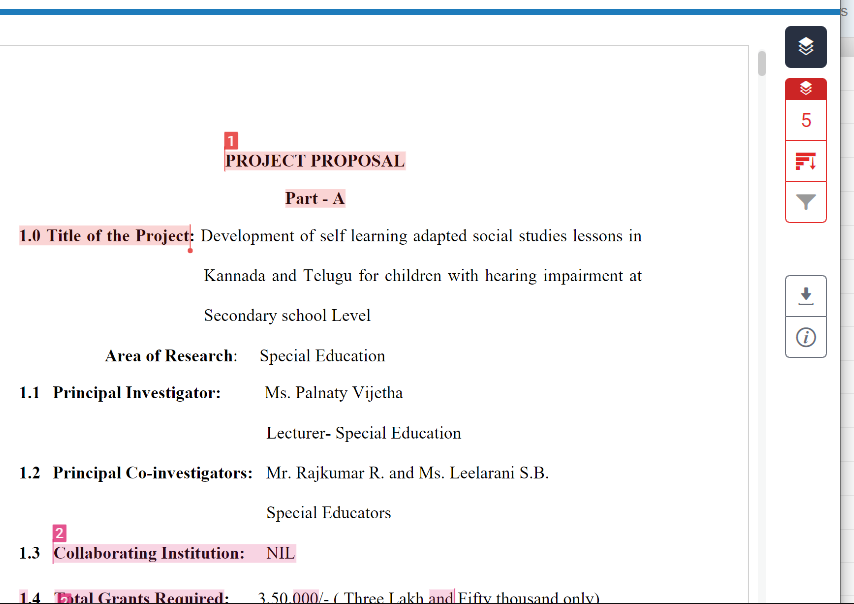 S
5
1
PROJECT PROPOSAL
Part - A
1.0 Title of the Project: Development of self learning adapted social studies lessons in
Kannada and Telugu for children with hearing impairment at
Secondary school Level
Area of Research: Special Education
1.1 Principal Investigator: Ms. Palnaty Vijetha
Lecturer- Special Education
1.2 Principal Co-investigators: Mr. Rajkumar R. and Ms. Leelarani S.B.
Special Educators
2
1.3 Collaborating Institution: NIL
1.4 Total Grants Required: 3,50,000/- ( Three Lakh and Fifty thousand only)